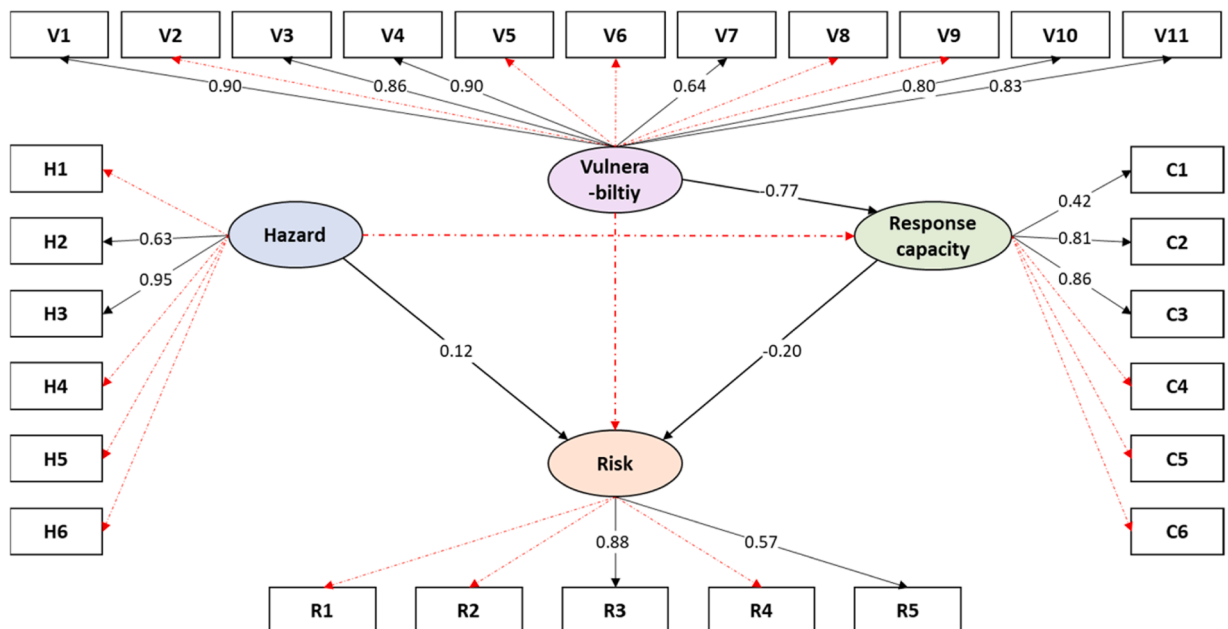 V1 V2 V3 V4 V5 V6 V7 V8 V9 V10 V11
0.90 0.86 0.90 0.64 0.80 0.83
Vulnera
-biltiy
H1
H2
H3
H4
H5
H6
0.63
0.95
Hazard
-0.77
Response
capacity
0.42
0.81
0.86
C1
C2
C3
C4
C5
C6
0.12
-0.20
Risk
0.88 0.57
R1 R2 R3 R4 R5